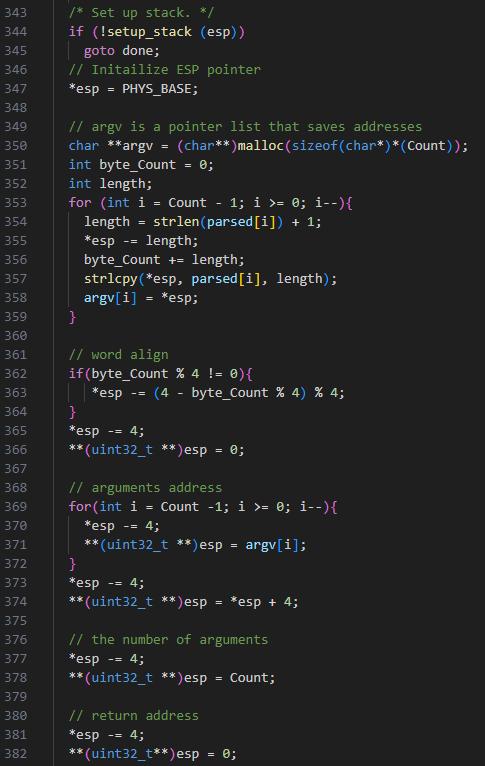 343 /* Set up stack. */
344 if (!setup_stack (esp))
345 goto done;
346 // Initailize ESP pointer
347 *esp = PHYS_BASE;
348
349 // argv is a pointer list that saves addresses
350 char **argv = (char**)malloc(sizeof(char*)*(Count));
351 int byte_Count = 0;
352 int length;
353 for (int i = Count - 1; i >= 0; i--){
354 length = strlen(parsed[i]) + 1;
355 *esp -= length;
356 byte_Count += length;
357 strlcpy(*esp, parsed[i], length);
358 argv[i] = *esp;
359 }
360
361 // word align
362 if(byte_Count % 4 != 0){
363 *esp -= (4 - byte_Count % 4) % 4;
364 }
365 *esp -= 4;
366 **(uint32_t **)esp = 0;
367
368 // arguments address
369 for(int i = Count -1; i >= 0; i--){
370 *esp -= 4;
371 **(uint32_t **)esp = argv[i];
372 }
373 *esp -= 4;
374 **(uint32_t **)esp = *esp + 4;
375
376 // the number of arguments
377 *esp -= 4;
378 **(uint32_t **)esp = Count;
379
380 // return address
381 *esp -= 4;
382 **(uint32_t**)esp = 0;